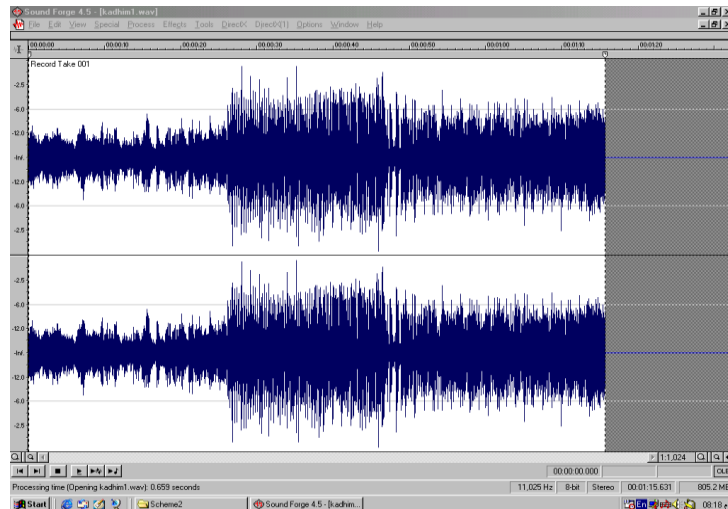 Sound Forge 4.5 - [kadhim1.wav]
File Edit View Special Process Effects Tools DirectX DirectX(1) Options Window Help
00:00:00 00:00:10 00:00:20 00:00:30 00:00:40 00:00:50 00:01:00 00:01:10 00:01:20
Record Take 001
-2.5
-6.0
-12.0
-Inf.
-12.0
-6.0
-2.5
-2.5
-6.0
-12.0
-Inf.
-12.0
-6.0
-2.5
1:1,024
00:00:00.000
OLE
Processing time (Opening kadhim1.wav): 0.659 seconds 11,025 Hz 8-bit Stereo 00:01:15.631 805.2 MB
Start Scheme2 Sound Forge 4.5 - [kadhim... En 08:18 م